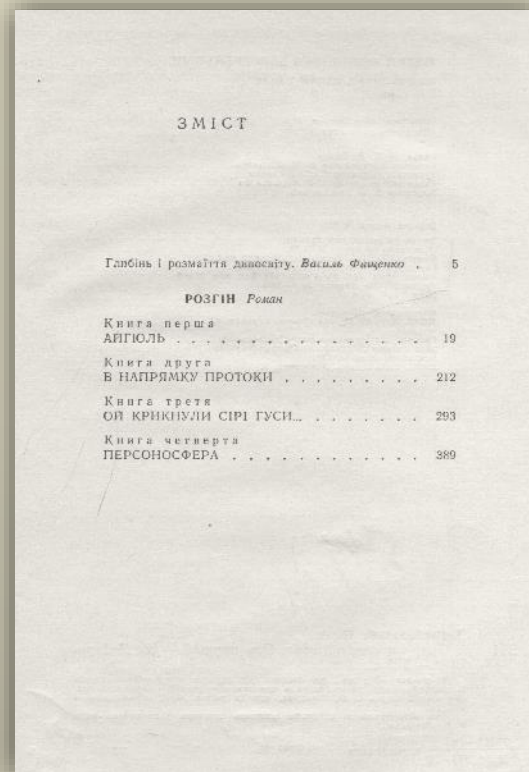 ЗМІСТ
Глибінь і розмаїття дивосвіту. Василь Фащенко . 5
РОЗГІН Роман
Книга перша
АЙГЮЛЬ . . . . . . . . . . . . . . . . 19
Книга друга
В НАПРЯМКУ ПРОТОКИ . . . . . . . . . 212
Книга третя
ОЙ КРИКНУЛИ СІРІ ГУСИ... . . . . . . . 293
Книга четверта
ПЕРСОНОСФЕРА . . . . . . . . . . . . 389